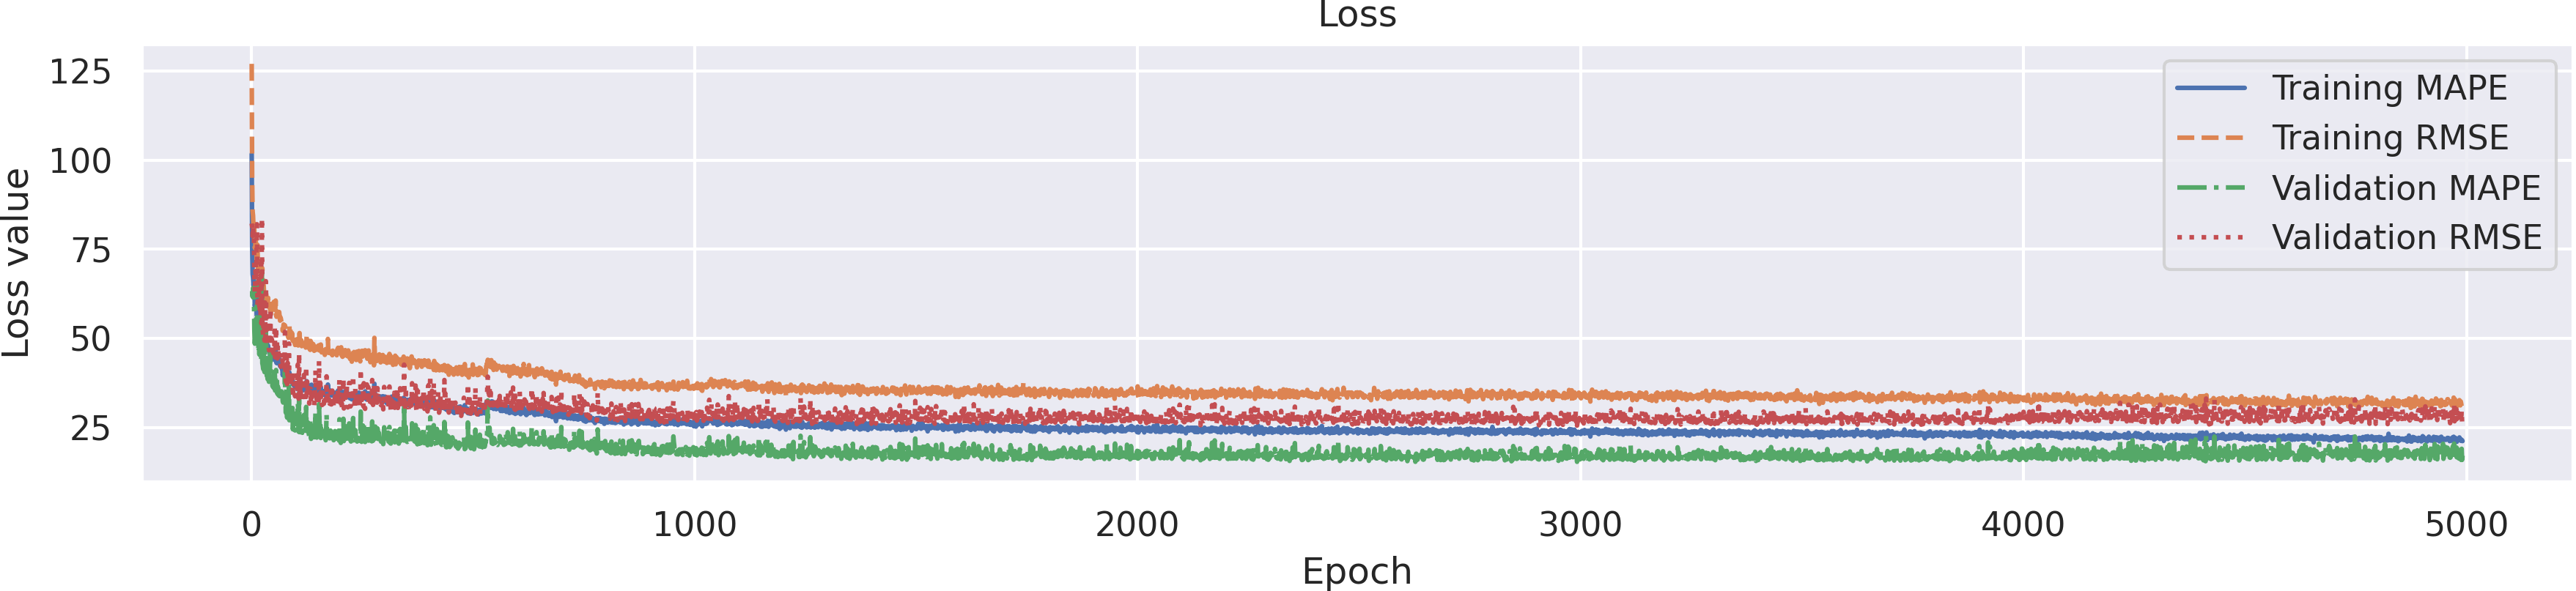 Loss
125
100
75
50
25
Loss value
0 1000 2000 3000 4000 5000
Epoch
Training MAPE
Training RMSE
Validation MAPE
Validation RMSE